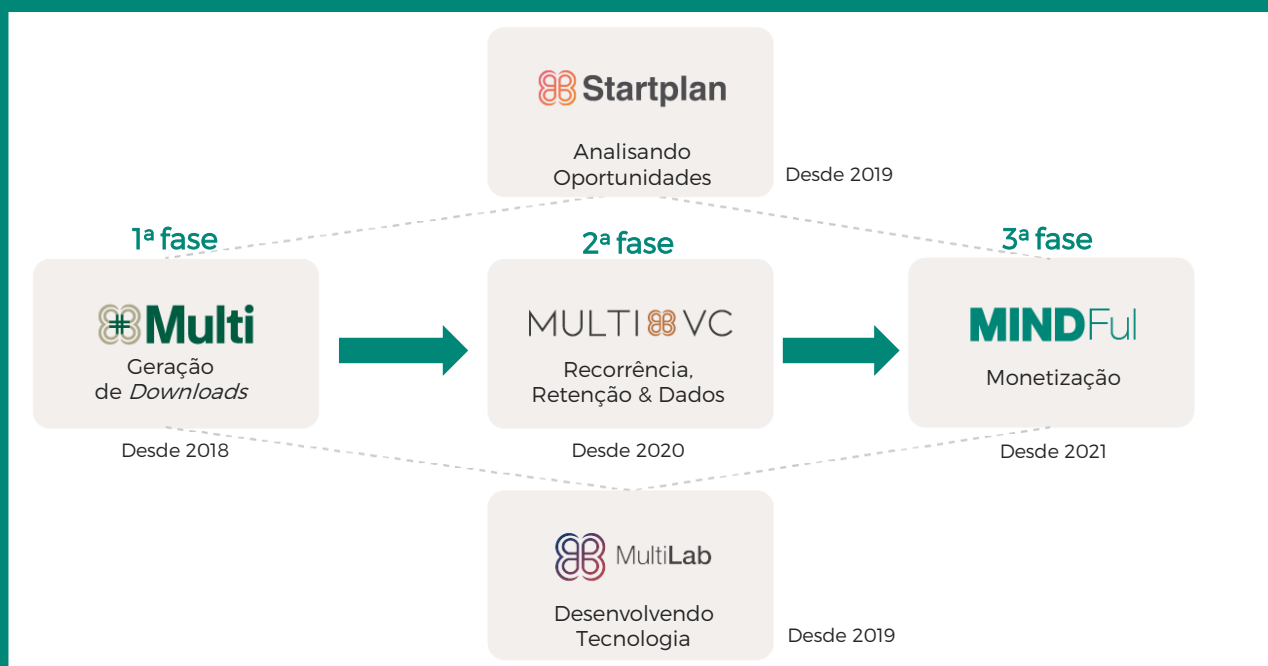 Startplan
Analisando
Oportunidades
Desde 2019
1ª fase
Multi
Geração
de Downloads
Desde 2018
2ª fase
MULTI VC
Recorrência,
Retenção & Dados
Desde 2020
3ª fase
MINDFul
Monetização
Desde 2021
MultiLab
Desenvolvendo
Tecnologia
Desde 2019